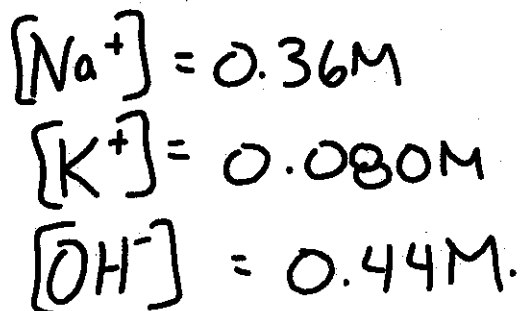 [Na⁺] = 0.36M
[K⁺] = 0.080M
[OH⁻] = 0.44M.